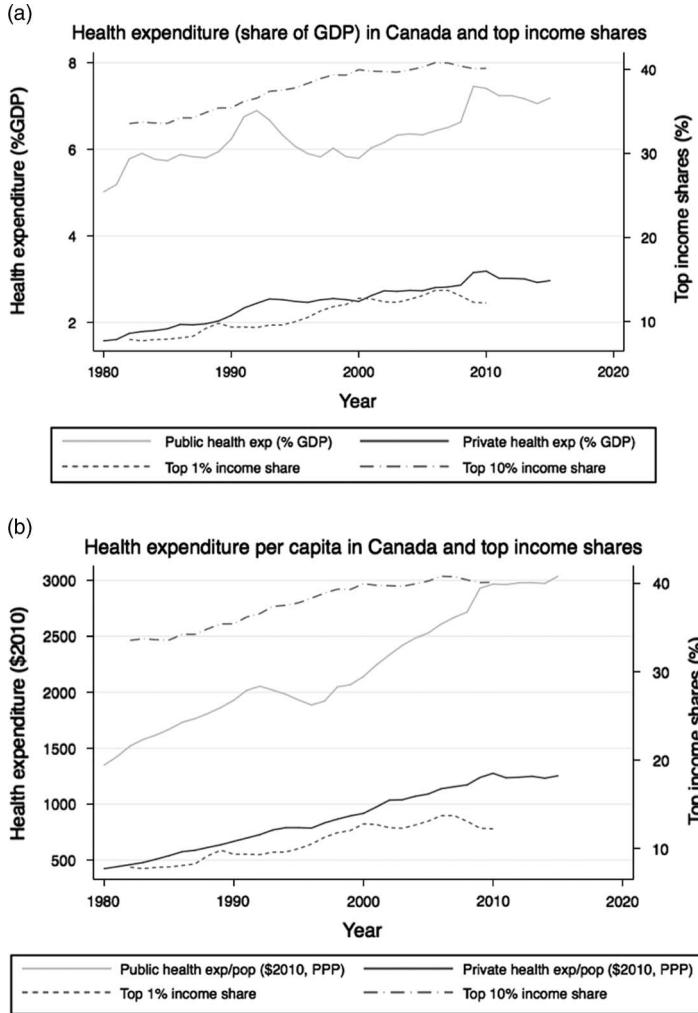 (a)
Health expenditure (share of GDP) in Canada and top income shares
Health expenditure (%GDP)
8
6
4
2
Top income shares (%)
40
30
20
10
1980
1990
2000
2010
2020
Year
Public health exp (% GDP)
Private health exp (% GDP)
Top 1% income share
Top 10% income share
(b)
Health expenditure per capita in Canada and top income shares
Health expenditure ($2010)
3000
2500
2000
1500
1000
500
Top income shares (%)
40
30
20
10
1980
1990
2000
2010
2020
Year
Public health exp/pop ($2010, PPP)
Private health exp/pop ($2010, PPP)
Top 1% income share
Top 10% income share